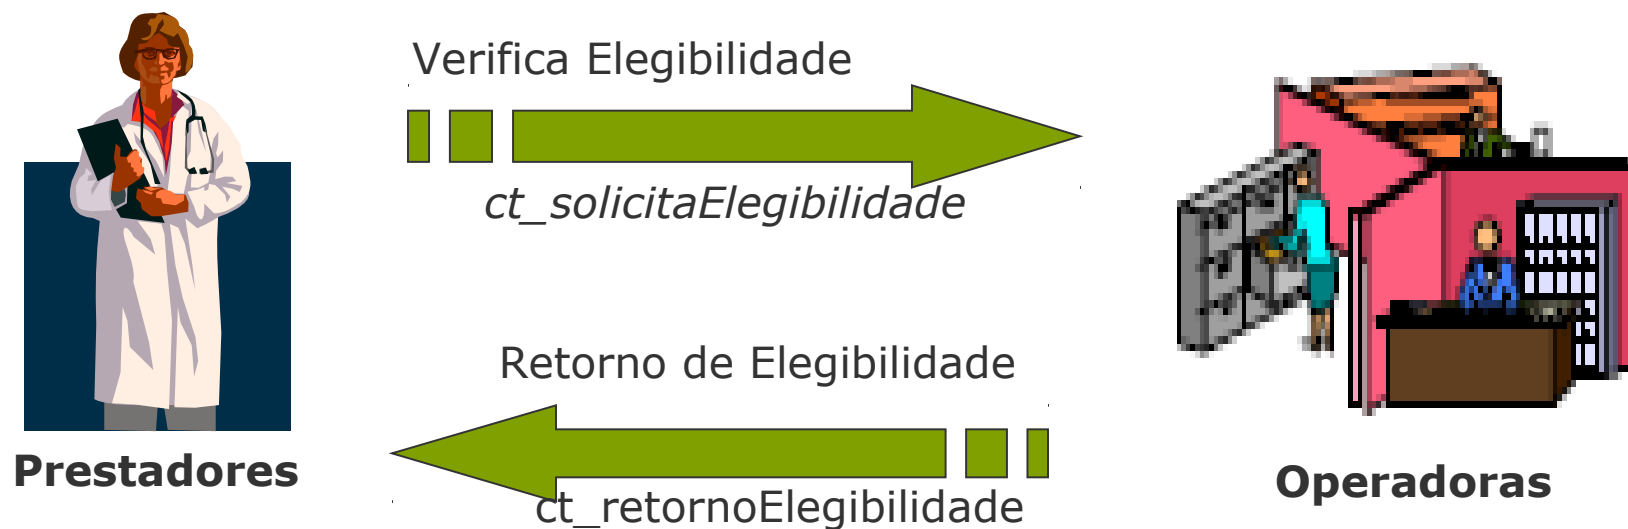 Verifica Elegibilidade
ct_solicitaElegibilidade
Retorno de Elegibilidade
ct_retornoElegibilidade
Prestadores
Operadoras